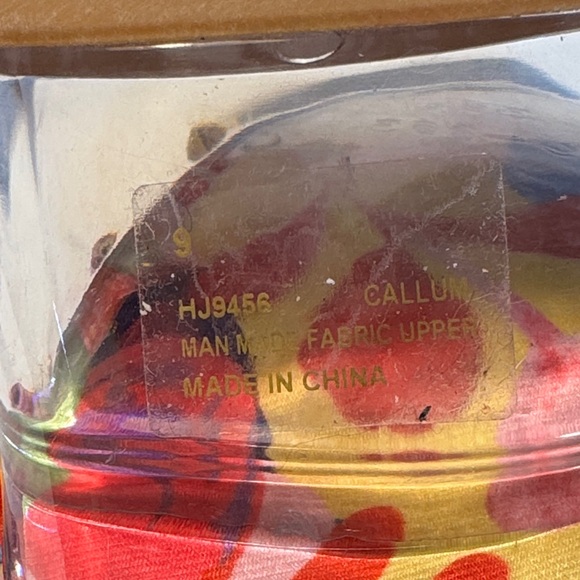 9
HJ9456 CALLUM
MAN MADE FABRIC UPPER
MADE IN CHINA